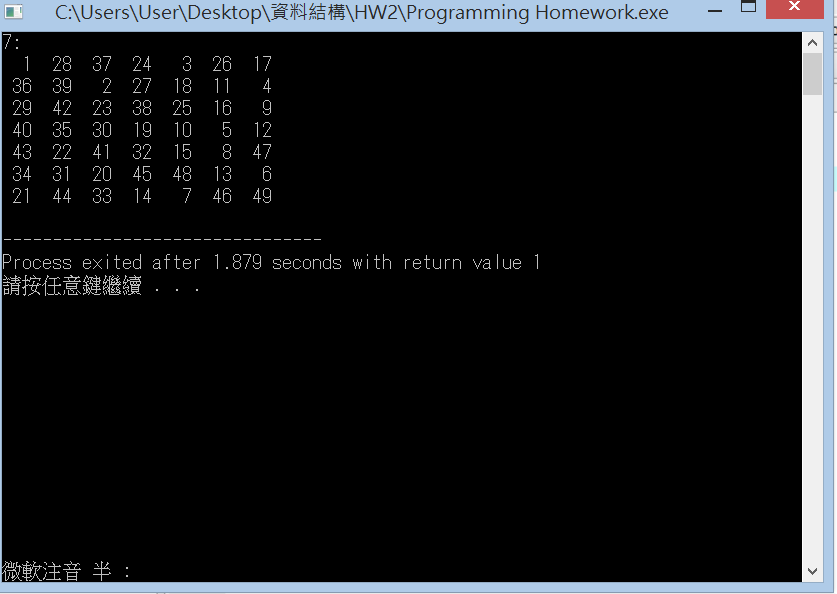 C:\Users\User\Desktop\資料結構\HW2\Programming Homework.exe
7:
1 28 37 24 3 26 17
36 39 2 27 18 11 4
29 42 23 38 25 16 9
40 35 30 19 10 5 12
43 22 41 32 15 8 47
34 31 20 45 48 13 6
21 44 33 14 7 46 49
--------------------------------
Process exited after 1.879 seconds with return value 1
請按任意鍵繼續 . . .
微軟注音 半 :